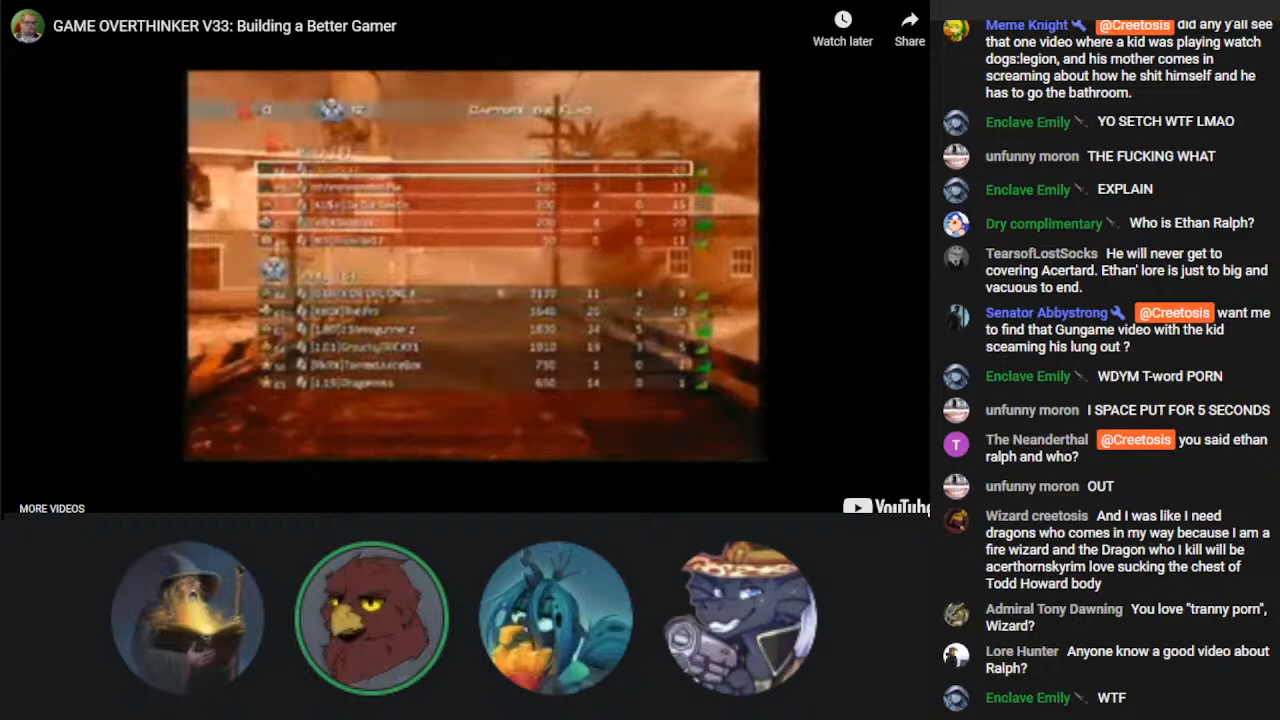 GAME OVERTHINKER V33: Building a Better Gamer
Watch later
Share
CAPTURE THE FLAG
MORE VIDEOS
YouTube
Meme Knight @Creetosis did any y'all see
that one video where a kid was playing watch
dogs:legion, and his mother comes in
screaming about how he shit himself and he
has to go the bathroom.
Enclave Emily YO SETCH WTF LMAO
unfunny moron THE FUCKING WHAT
Enclave Emily EXPLAIN
Dry complimentary Who is Ethan Ralph?
TearsofLostSocks He will never get to
covering Acertard. Ethan' lore is just to big and
vacuous to end.
Senator Abbystrong @Creetosis want me
to find that Gungame video with the kid
sceaming his lung out ?
Enclave Emily WDYM T-word PORN
unfunny moron I SPACE PUT FOR 5 SECONDS
T
The Neanderthal @Creetosis you said ethan
ralph and who?
unfunny moron OUT
Wizard creetosis And I was like I need
dragons who comes in my way because I am a
fire wizard and the Dragon who I kill will be
acerthornskyrim love sucking the chest of
Todd Howard body
Admiral Tony Dawning You love "tranny porn",
Wizard?
Lore Hunter Anyone know a good video about
Ralph?
Enclave Emily WTF